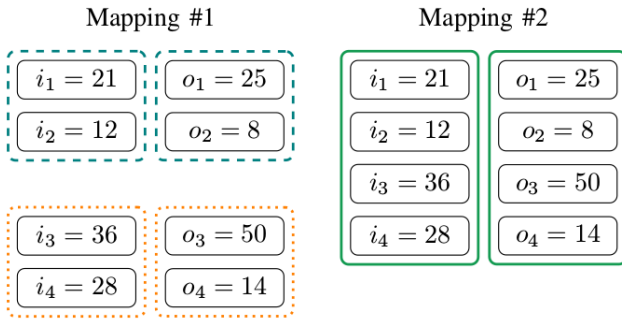 Mapping #1
i₁ = 21 o₁ = 25
i₂ = 12 o₂ = 8
i₃ = 36 o₃ = 50
i₄ = 28 o₄ = 14
Mapping #2
i₁ = 21 o₁ = 25
i₂ = 12 o₂ = 8
i₃ = 36 o₃ = 50
i₄ = 28 o₄ = 14